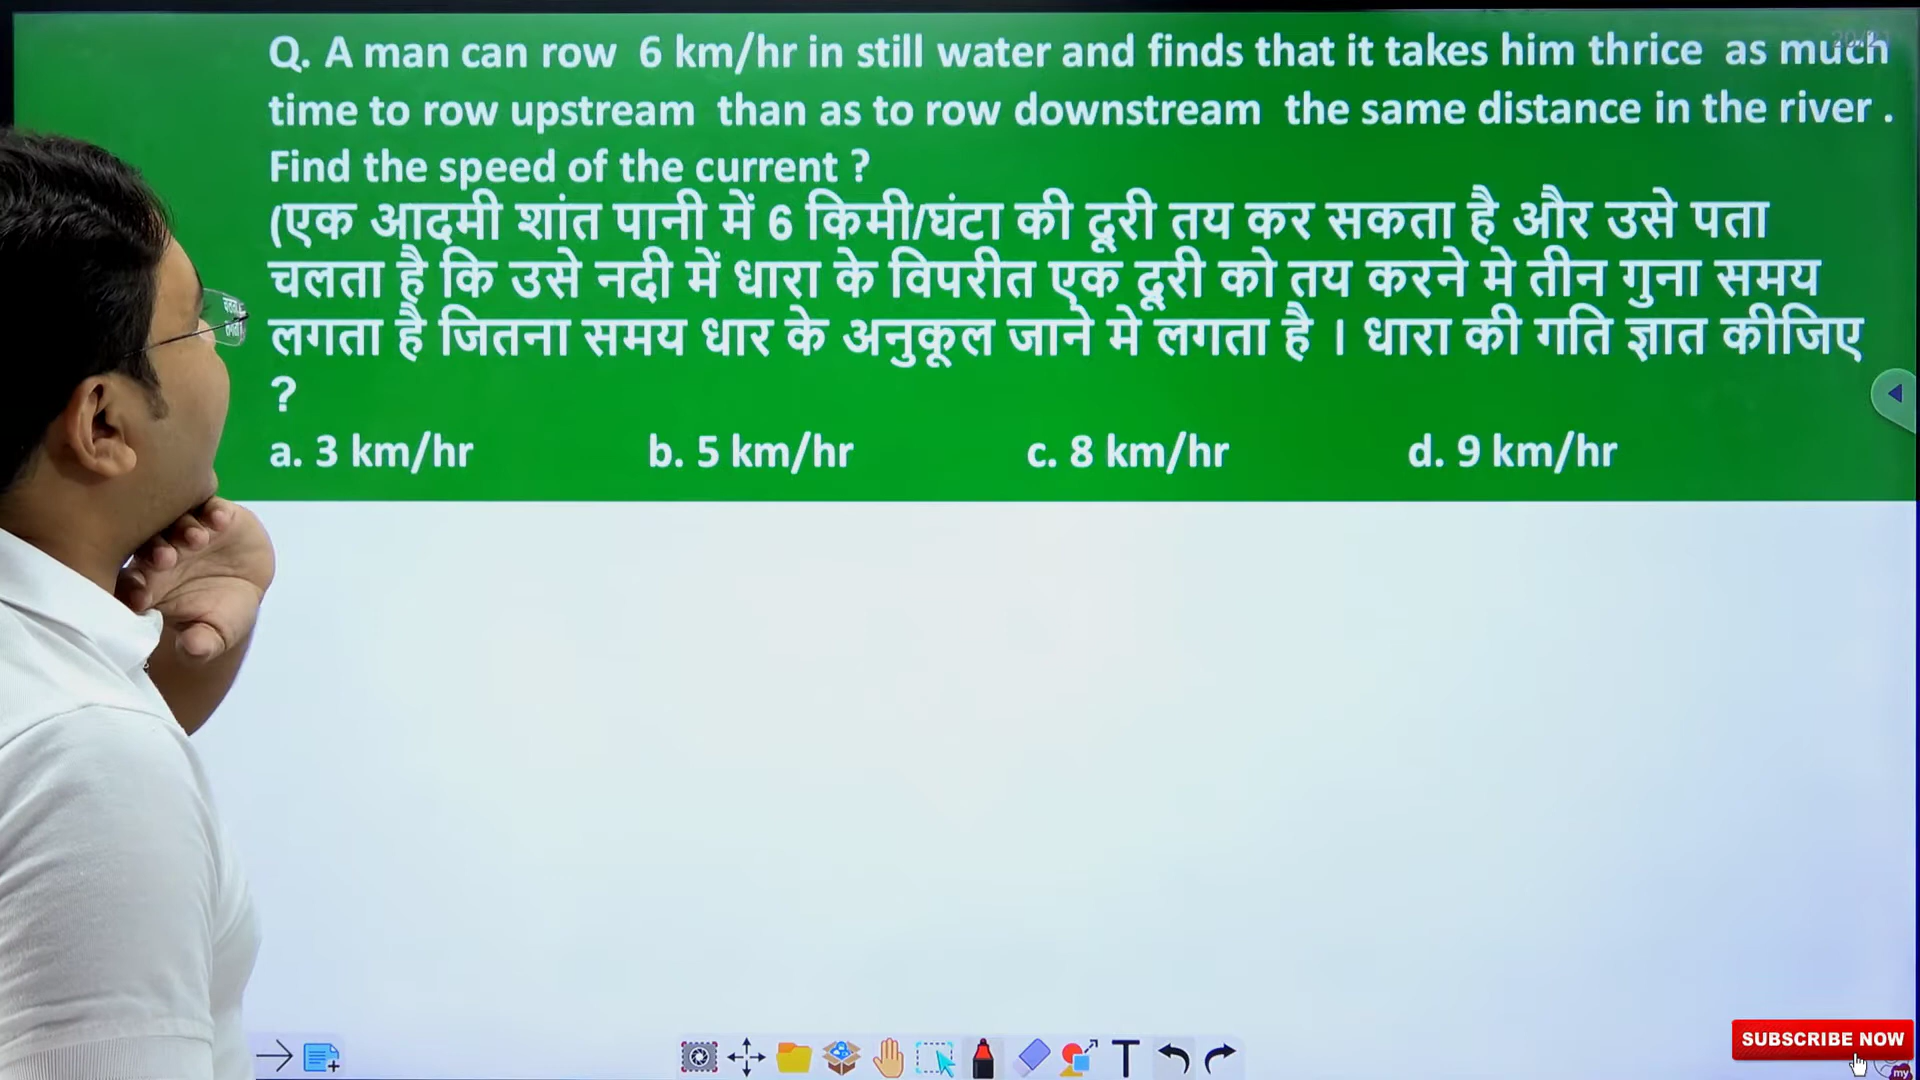 Q. A man can row 6 km/hr in still water and finds that it takes him thrice as much
time to row upstream than as to row downstream the same distance in the river .
Find the speed of the current ?
(एक आदमी शांत पानी में 6 किमी/घंटा की दूरी तय कर सकता है और उसे पता
चलता है कि उसे नदी में धारा के विपरीत एक दूरी को तय करने मे तीन गुना समय
लगता है जितना समय धार के अनुकूल जाने मे लगता है । धारा की गति ज्ञात कीजिए
?
a. 3 km/hr b. 5 km/hr c. 8 km/hr d. 9 km/hr
T
SUBSCRIBE NOW
my